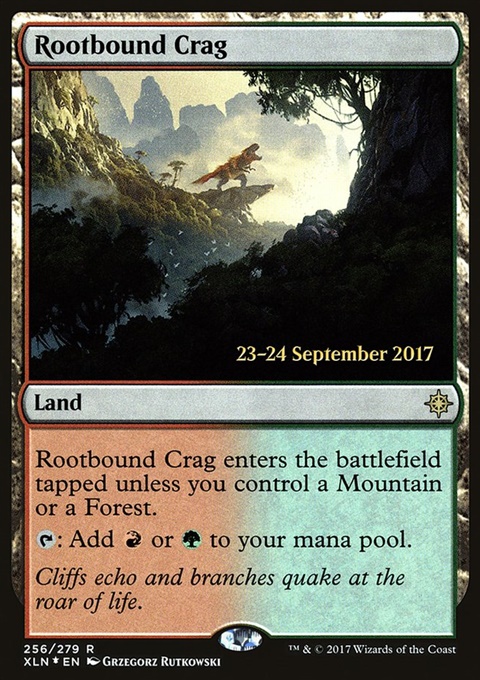 Rootbound Crag
23–24 September 2017
Land
Rootbound Crag enters the battlefield
tapped unless you control a Mountain
or a Forest.
: Add or to your mana pool.
Cliffs echo and branches quake at the
roar of life.
256/279 R
XLN EN Grzegorz Rutkowski
™ & © 2017 Wizards of the Coast